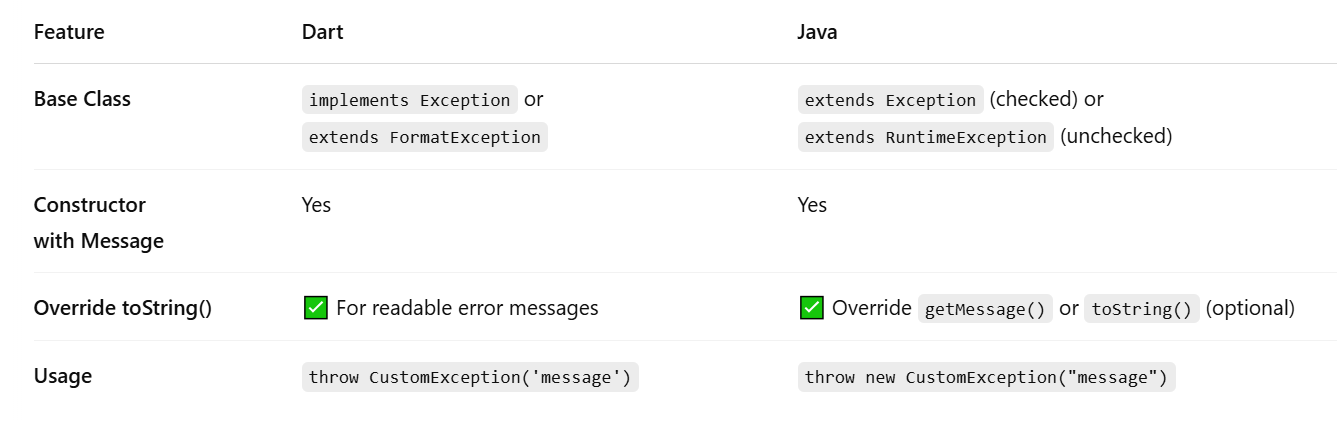 Feature Dart Java
Base Class implements Exception or extends Exception (checked) or
extends FormatException extends RuntimeException (unchecked)
Constructor Yes Yes
with Message
Override toString() ✅ For readable error messages ✅ Override getMessage() or toString() (optional)
Usage throw CustomException('message') throw new CustomException("message")